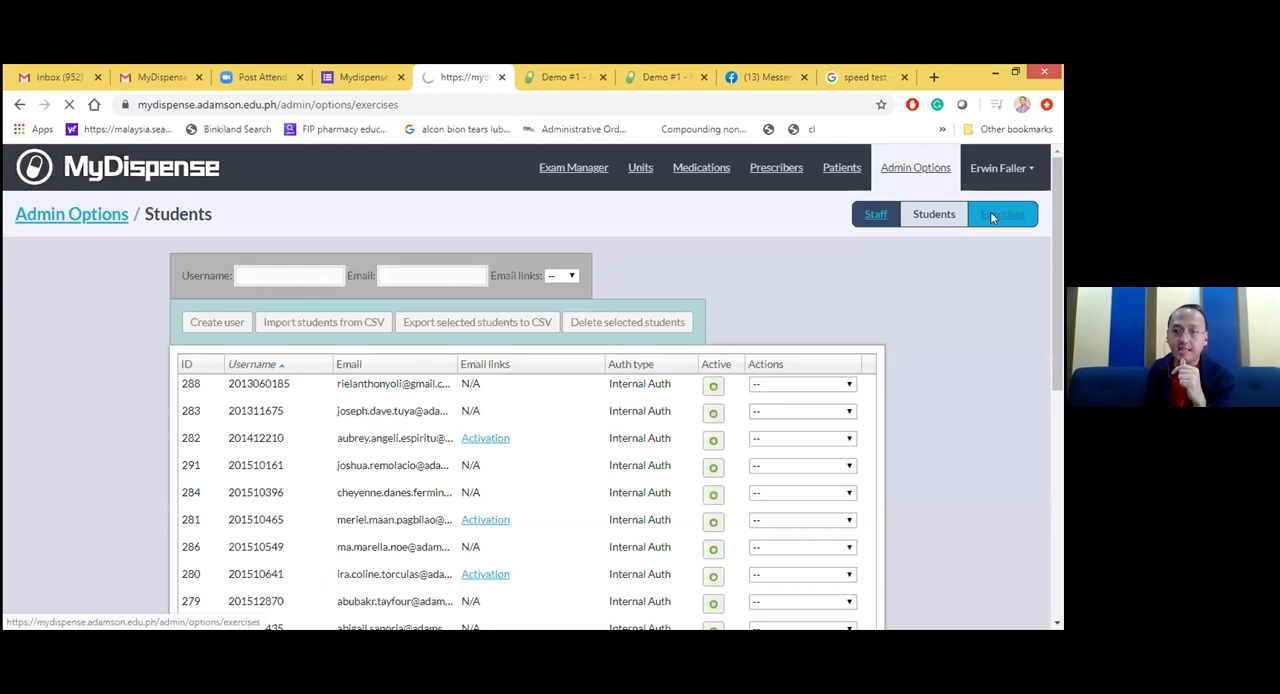 Inbox (952)
MyDispense
Post Attend
Mydispense
https://myd
Demo #1 -
Demo #1 -
(13) Messen
speed test -
mydispense.adamson.edu.ph/admin/options/exercises
Apps
https://malaysia.sea...
Binkiland Search
FIP pharmacy educ...
alcon bion tears lub...
Administrative Ord...
Compounding non...
cl
»
Other bookmarks
MyDispense
Exam Manager
Units
Medications
Prescribers
Patients
Admin Options
Erwin Faller
Admin Options / Students
Staff
Students
Exercises
Username:
Email:
Email links: --
Create user
Import students from CSV
Export selected students to CSV
Delete selected students
ID Username Email Email links Auth type Active Actions
288 2013060185 rielanthonyoli@gmail.c... N/A Internal Auth --
283 201311675 joseph.dave.tuya@ada... N/A Internal Auth --
282 201412210 aubrey.angeli.espiritu@... Activation Internal Auth --
291 201510161 joshua.remolacio@ada... N/A Internal Auth --
284 201510396 cheyenne.danes.fermin... N/A Internal Auth --
281 201510465 meriel.maan.pagbilao@... Activation Internal Auth --
286 201510549 ma.marella.noe@adam... N/A Internal Auth --
280 201510641 ira.coline.torculas@ada... Activation Internal Auth --
279 201512870 abubakr.tayfour@adam... N/A Internal Auth --
https://mydispense.adamson.edu.ph/admin/options/exercises